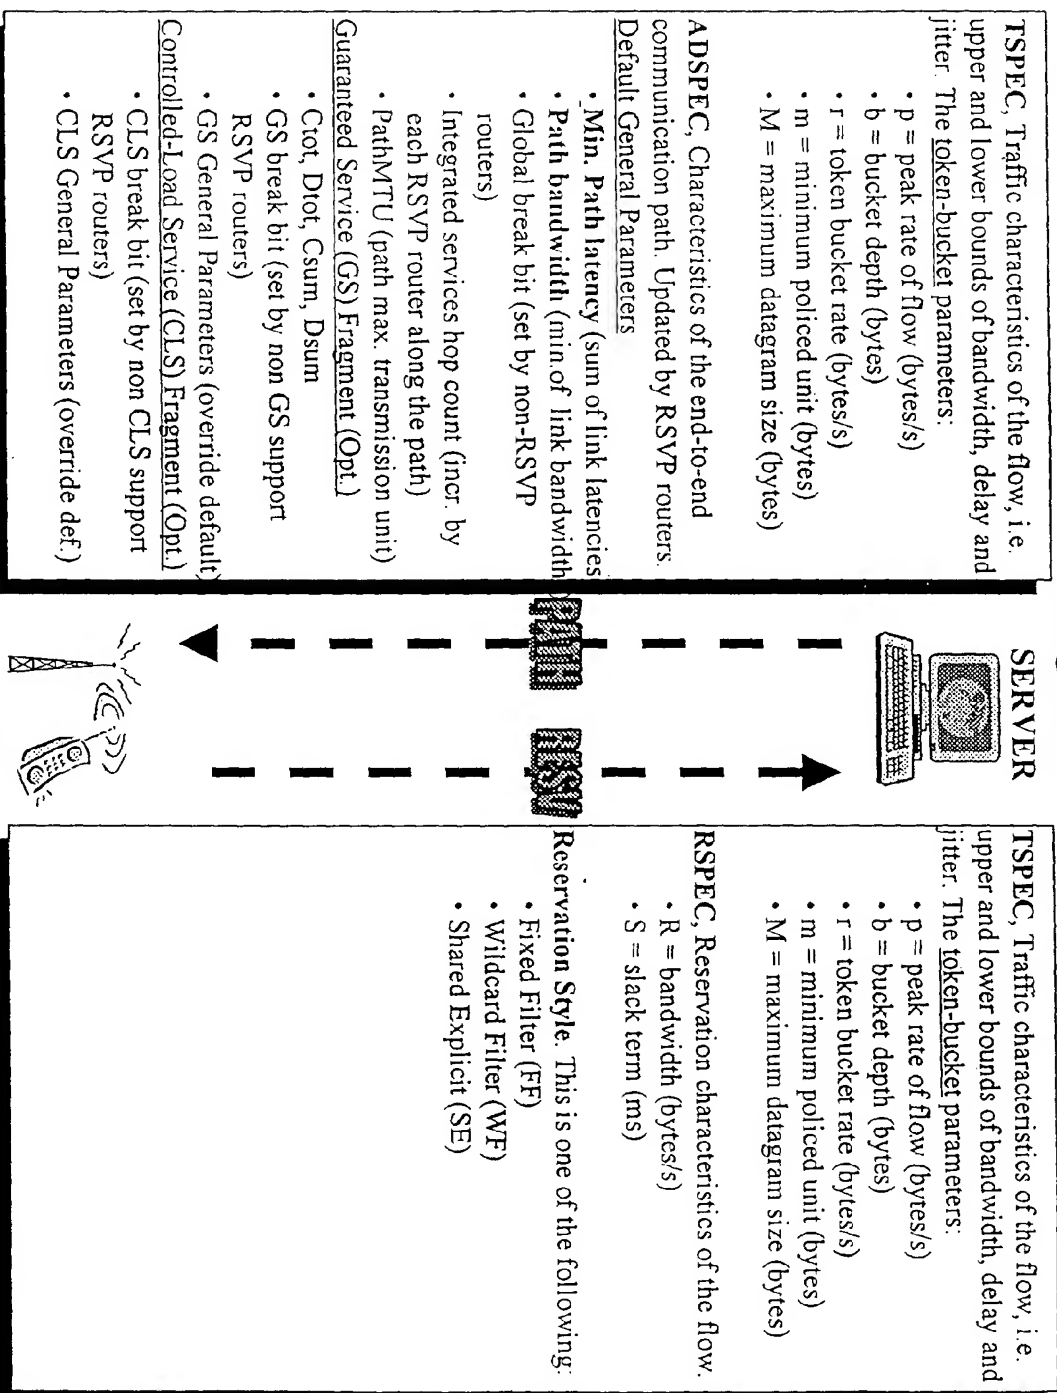 TSPEC, Traffic characteristics of the flow, i.e.
upper and lower bounds of bandwidth, delay and
jitter. The token-bucket parameters:
• p = peak rate of flow (bytes/s)
• b = bucket depth (bytes)
• r = token bucket rate (bytes/s)
• m = minimum policed unit (bytes)
• M = maximum datagram size (bytes)
ADSPEC, Characteristics of the end-to-end
communication path. Updated by RSVP routers.
Default General Parameters
• Min. Path latency (sum of link latencies
• Path bandwidth (min.of link bandwidth)
• Global break bit (set by non-RSVP
routers)
• Integrated services hop count (incr. by
each RSVP router along the path)
• PathMTU (path max. transmission unit)
Guaranteed Service (GS) Fragment (Opt.)
• Ctot, Dtot, Csum, Dsum
• GS break bit (set by non GS support
RSVP routers)
• GS General Parameters (override default)
Controlled-Load Service (CLS) Fragment (Opt.)
• CLS break bit (set by non CLS support
RSVP routers)
• CLS General Parameters (override def.)
SERVER
PATH
RESV
TSPEC, Traffic characteristics of the flow, i.e.
upper and lower bounds of bandwidth, delay and
jitter. The token-bucket parameters:
• p = peak rate of flow (bytes/s)
• b = bucket depth (bytes)
• r = token bucket rate (bytes/s)
• m = minimum policed unit (bytes)
• M = maximum datagram size (bytes)
RSPEC, Reservation characteristics of the flow.
• R = bandwidth (bytes/s)
• S = slack term (ms)
Reservation Style. This is one of the following:
• Fixed Filter (FF)
• Wildcard Filter (WF)
• Shared Explicit (SE)